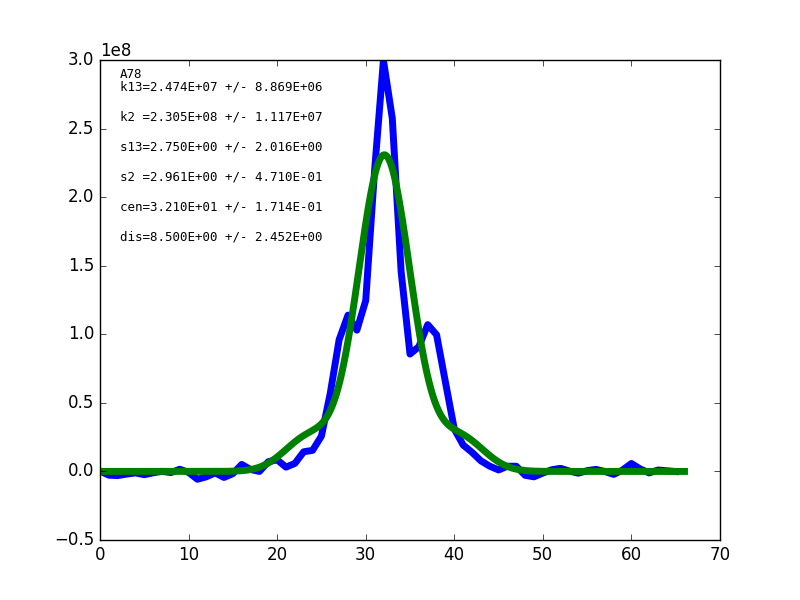 1e8
3.0
2.5
2.0
1.5
1.0
0.5
0.0
−0.5
A78
k13=2.474E+07 +/- 8.869E+06
k2 =2.305E+08 +/- 1.117E+07
s13=2.750E+00 +/- 2.016E+00
s2 =2.961E+00 +/- 4.710E-01
cen=3.210E+01 +/- 1.714E-01
dis=8.500E+00 +/- 2.452E+00
0 10 20 30 40 50 60 70